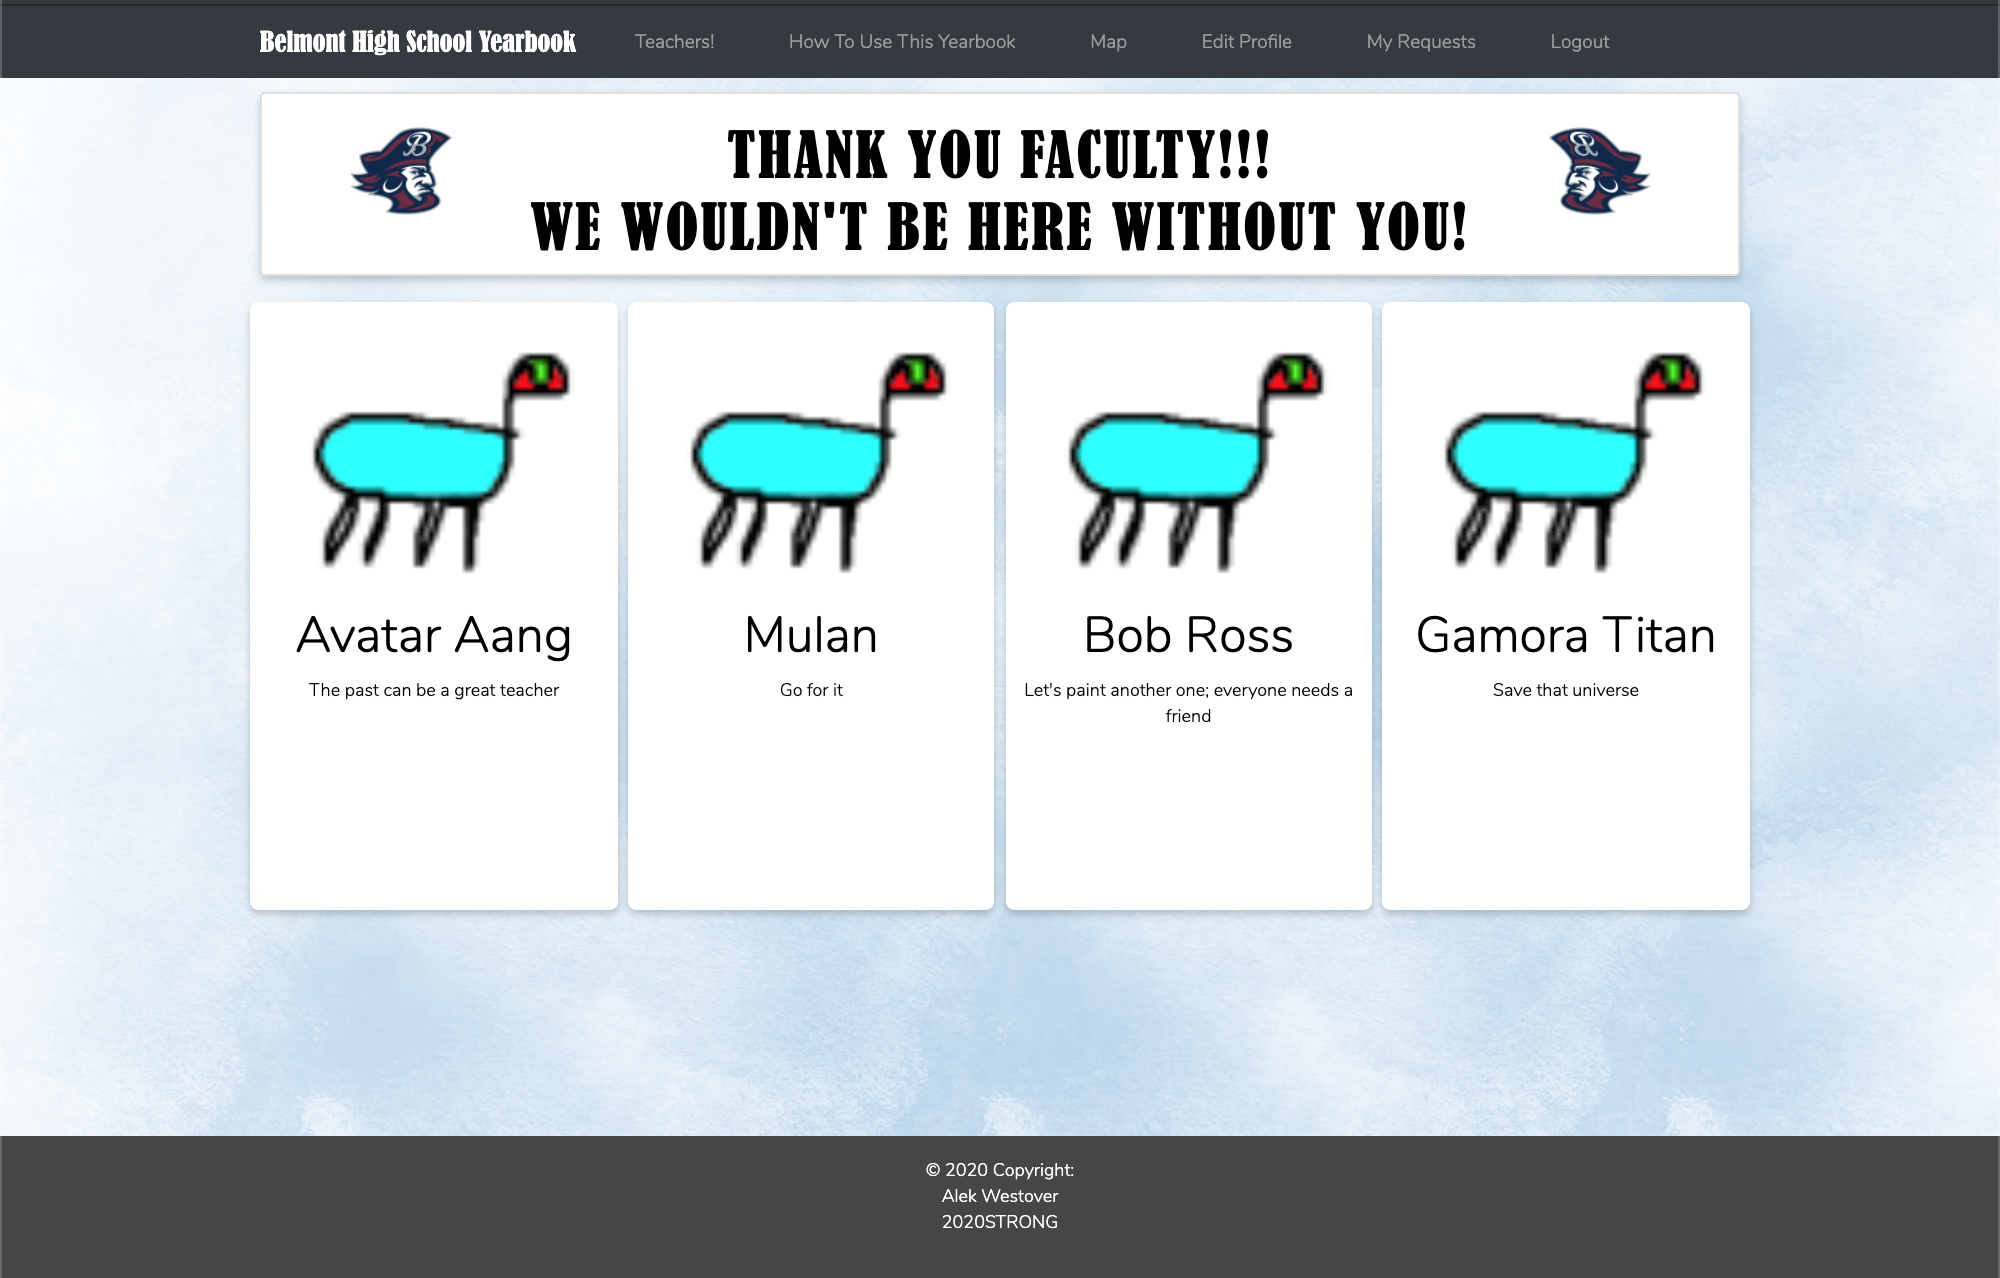 Belmont High School Yearbook Teachers! How To Use This Yearbook Map Edit Profile My Requests Logout
B
THANK YOU FACULTY!!!
WE WOULDN'T BE HERE WITHOUT YOU!
B
Avatar Aang
The past can be a great teacher
Mulan
Go for it
Bob Ross
Let's paint another one; everyone needs a
friend
Gamora Titan
Save that universe
© 2020 Copyright:
Alek Westover
2020STRONG